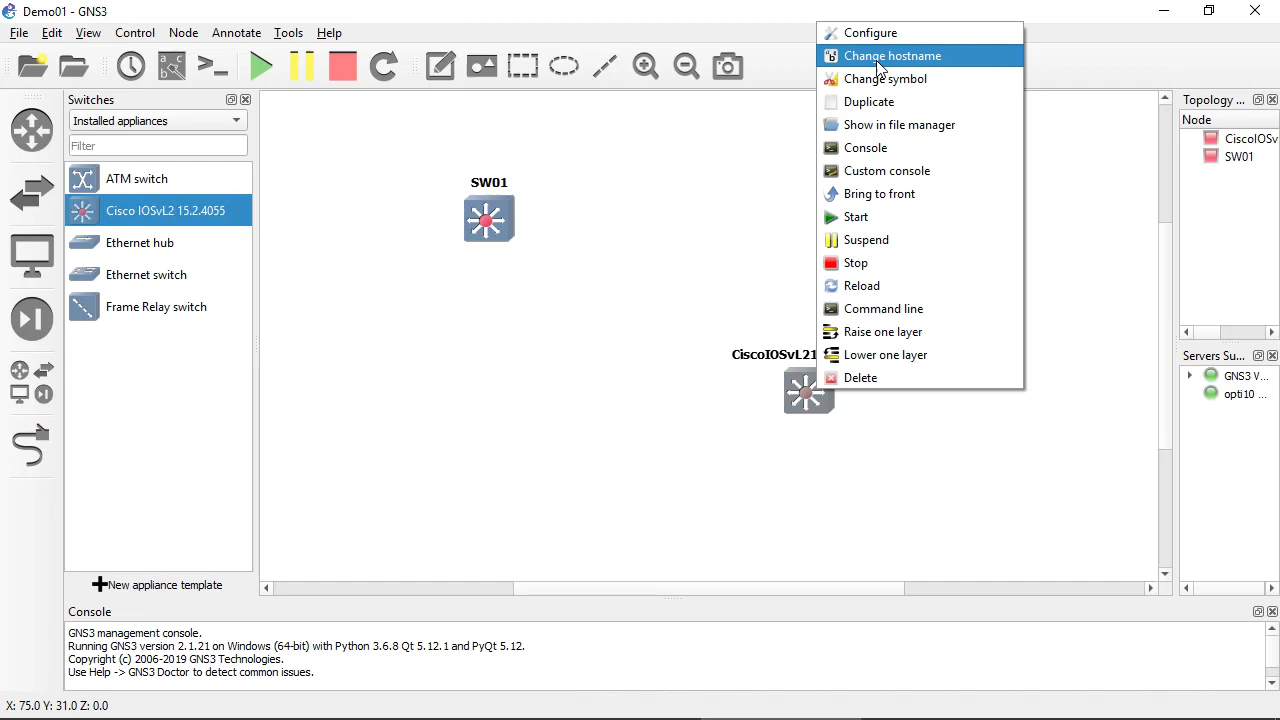 Demo01 - GNS3
File Edit View Control Node Annotate Tools Help
Switches
Installed appliances
Filter
ATM switch
Cisco IOSvL2 15.2.4055
Ethernet hub
Ethernet switch
Frame Relay switch
New appliance template
SW01
CiscoIOSvL21
Configure
Change hostname
Change symbol
Duplicate
Show in file manager
Console
Custom console
Bring to front
Start
Suspend
Stop
Reload
Command line
Raise one layer
Lower one layer
Delete
Topology ...
Node
CiscoIOSv
SW01
Servers Su...
GNS3 V...
opti10 ...
Console
GNS3 management console.
Running GNS3 version 2.1.21 on Windows (64-bit) with Python 3.6.8 Qt 5.12.1 and PyQt 5.12.
Copyright (c) 2006-2019 GNS3 Technologies.
Use Help -> GNS3 Doctor to detect common issues.
X: 75.0 Y: 31.0 Z: 0.0